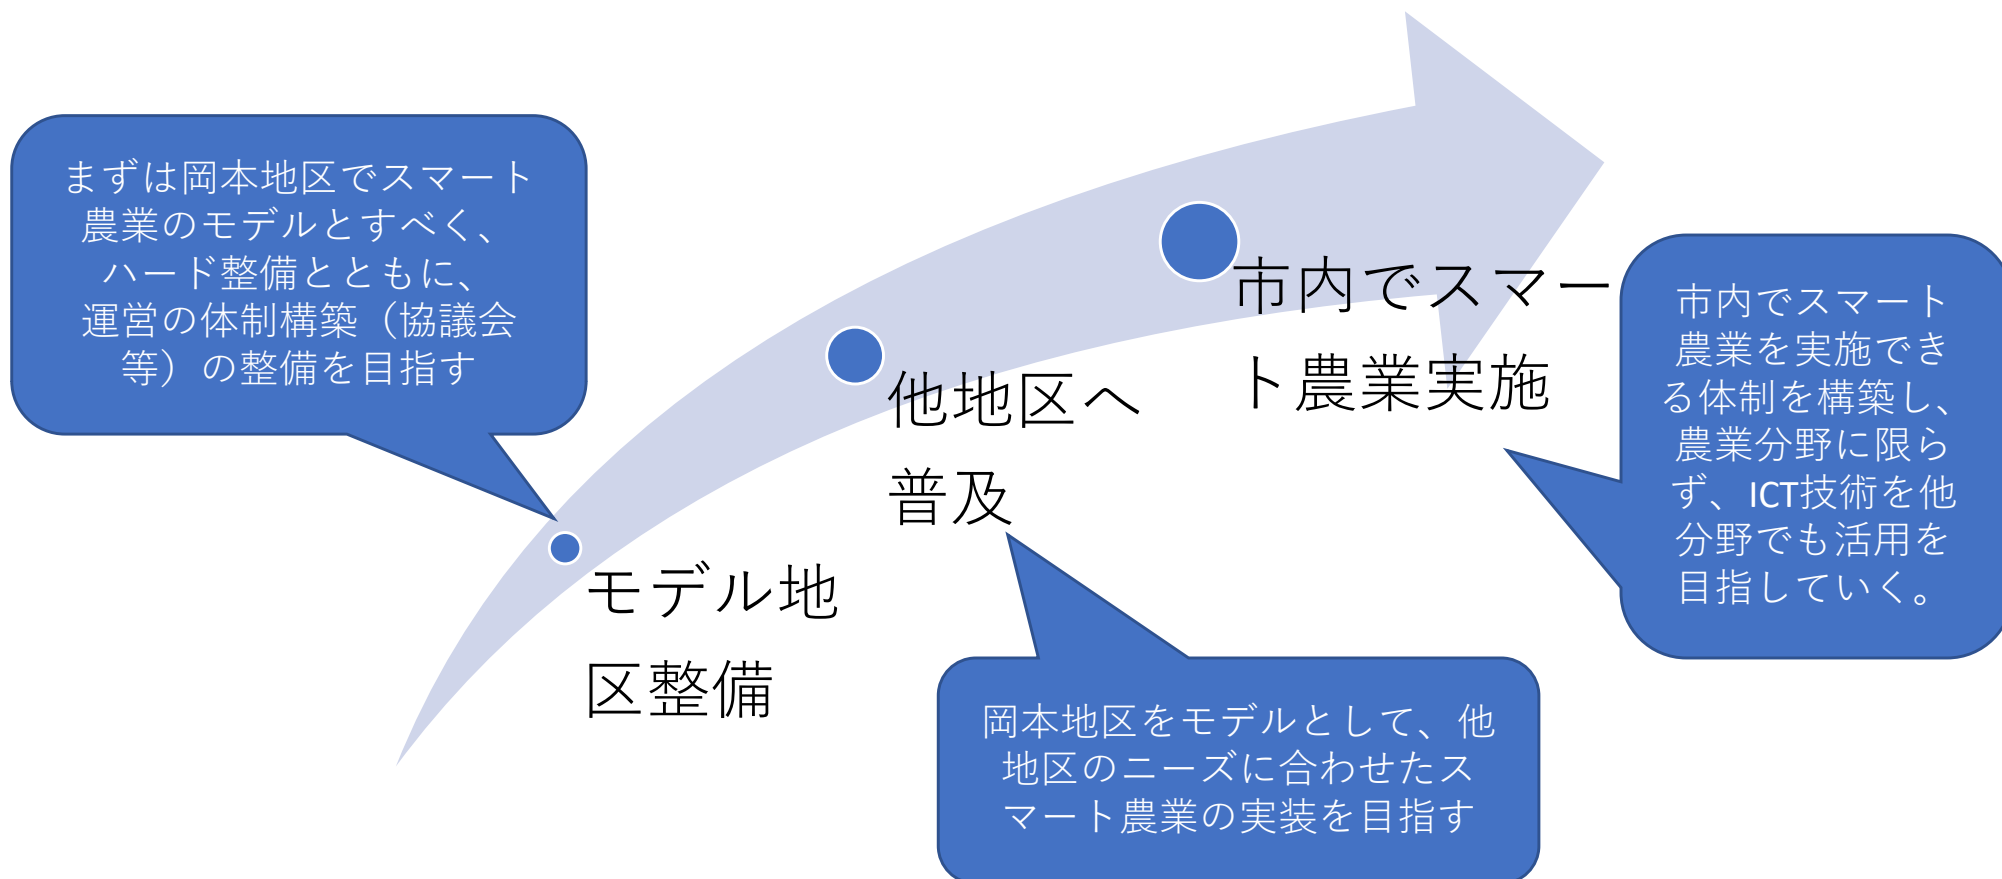 まずは岡本地区でスマート
農業のモデルとすべく、
ハード整備とともに、
運営の体制構築（協議会
等）の整備を目指す
モデル地
区整備
他地区へ
普及
岡本地区をモデルとして、他
地区のニーズに合わせたス
マート農業の実装を目指す
市内でスマー
ト農業実施
市内でスマート
農業を実施でき
る体制を構築し、
農業分野に限ら
ず、ICT技術を他
分野でも活用を
目指していく。